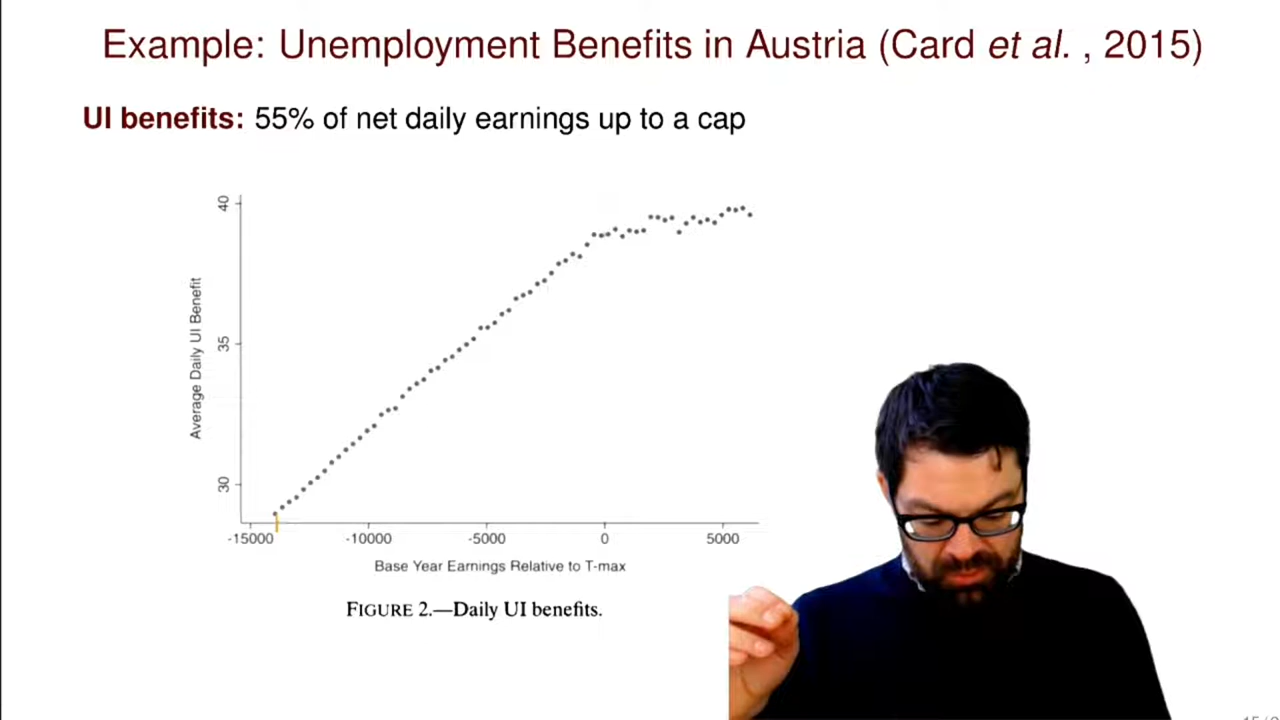 Example: Unemployment Benefits in Austria (Card et al. , 2015)
UI benefits: 55% of net daily earnings up to a cap
40
35
30
Average Daily UI Benefit
-15000 -10000 -5000 0 5000
Base Year Earnings Relative to T-max
FIGURE 2.—Daily UI benefits.